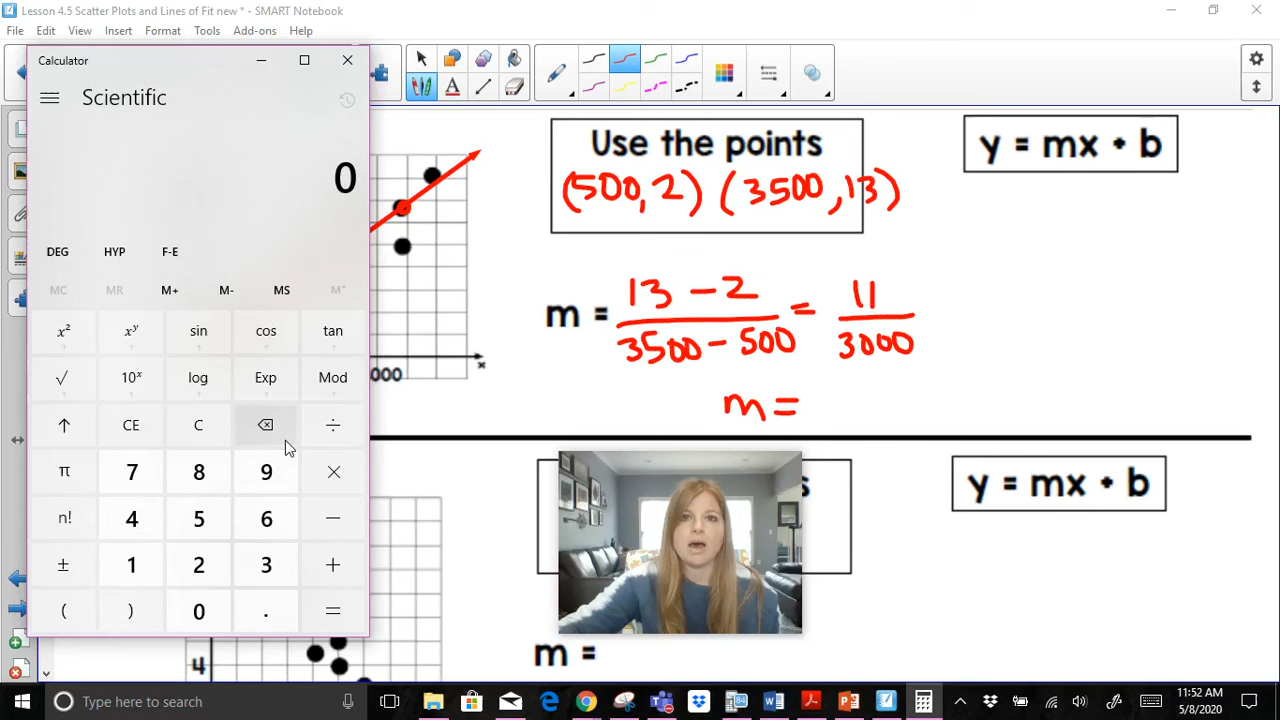 Lesson 4.5 Scatter Plots and Lines of Fit new * - SMART Notebook
File Edit View Insert Format Tools Add-ons Help
Calculator
Scientific
0
DEG HYP F-E
MC MR M+ M- MS M˅
x² xʸ sin cos tan
√ 10ˣ log Exp Mod
↑ CE C ⌫ ÷
π 7 8 9 ×
n! 4 5 6 −
± 1 2 3 +
( ) 0 . =
000
x
Use the points
(500,2) (3500,13)
y = mx + b
m = 13 - 2 / 3500 - 500 = 11 / 3000
m =
s
y = mx + b
m =
4
Type here to search
11:52 AM
5/8/2020